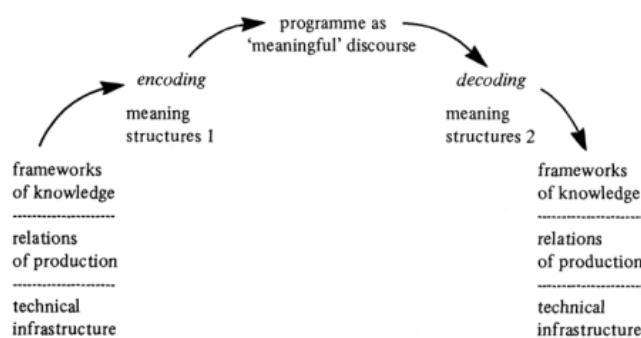 programme as
'meaningful' discourse
encoding
meaning
structures 1
decoding
meaning
structures 2
frameworks
of knowledge
relations
of production
technical
infrastructure
frameworks
of knowledge
relations
of production
technical
infrastructure